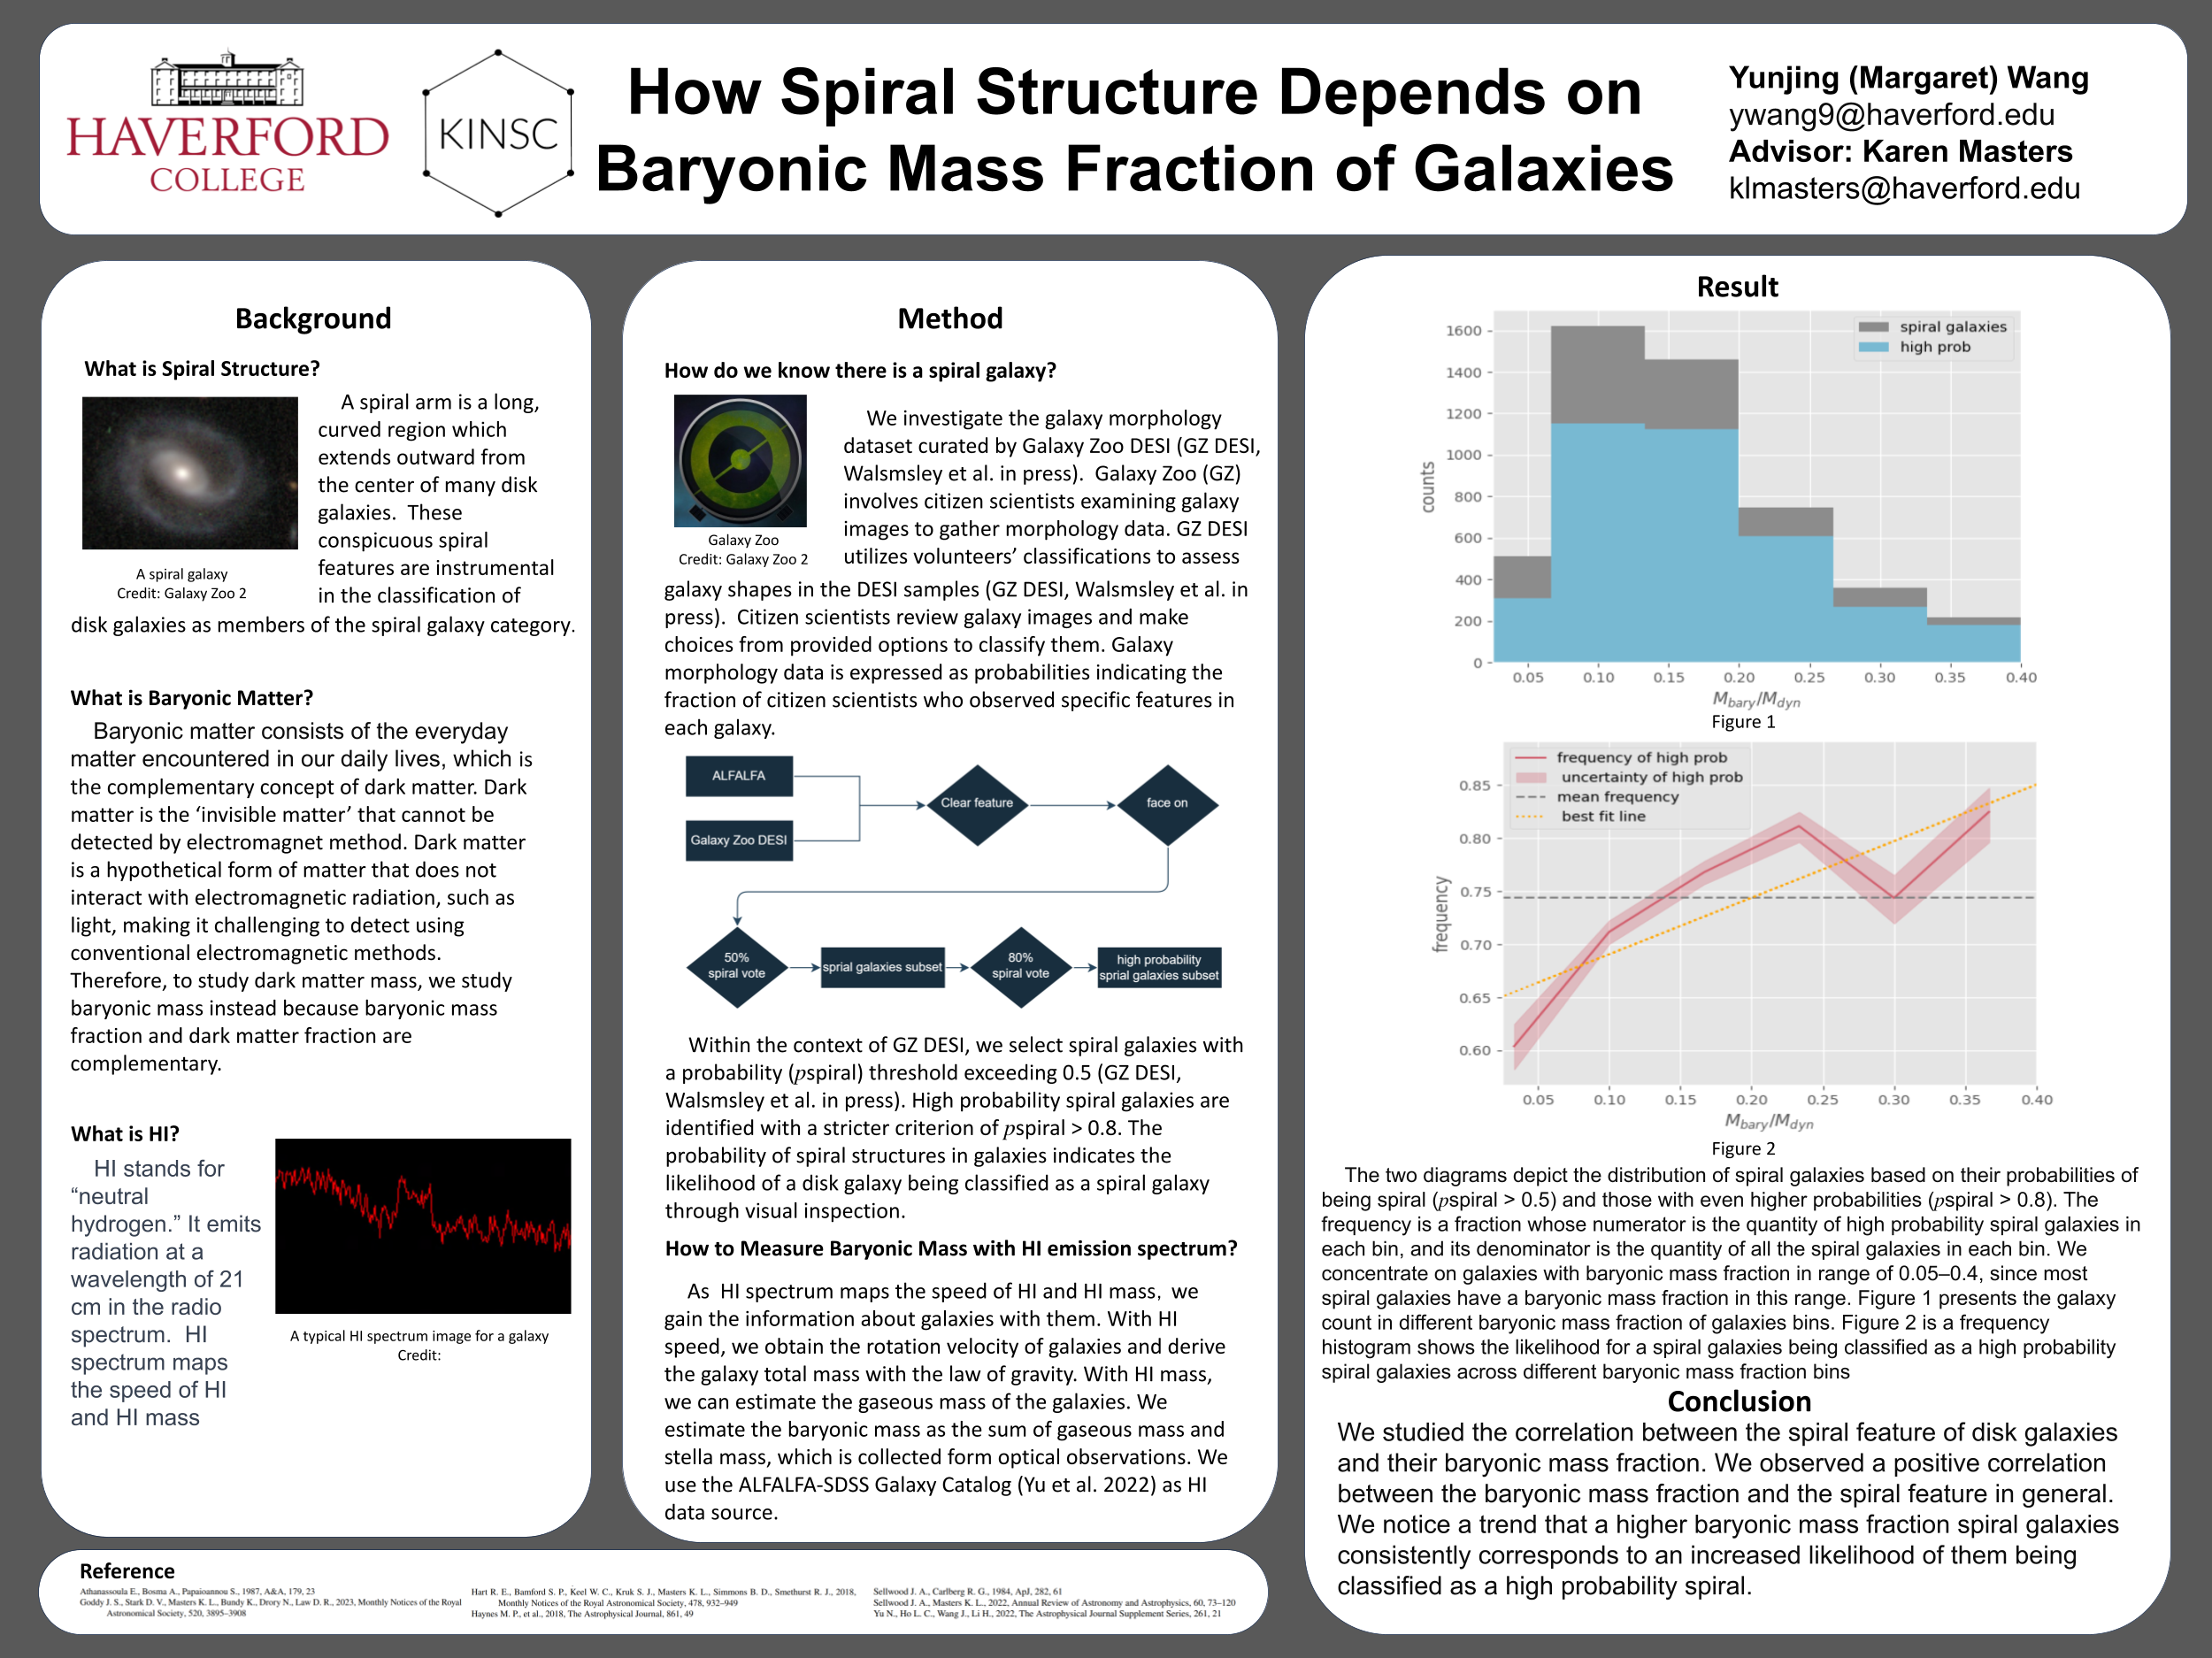 HAVERFORD
COLLEGE
KINSC
How Spiral Structure Depends on
Baryonic Mass Fraction of Galaxies
Yunjing (Margaret) Wang
ywang9@haverford.edu
Advisor: Karen Masters
klmasters@haverford.edu
Background
What is Spiral Structure?
A spiral arm is a long,
curved region which
extends outward from
the center of many disk
galaxies. These
conspicuous spiral
features are instrumental
in the classification of
disk galaxies as members of the spiral galaxy category.
A spiral galaxy
Credit: Galaxy Zoo 2
What is Baryonic Matter?
Baryonic matter consists of the everyday
matter encountered in our daily lives, which is
the complementary concept of dark matter. Dark
matter is the ‘invisible matter’ that cannot be
detected by electromagnet method. Dark matter
is a hypothetical form of matter that does not
interact with electromagnetic radiation, such as
light, making it challenging to detect using
conventional electromagnetic methods.
Therefore, to study dark matter mass, we study
baryonic mass instead because baryonic mass
fraction and dark matter fraction are
complementary.
What is HI?
HI stands for
“neutral
hydrogen.” It emits
radiation at a
wavelength of 21
cm in the radio
spectrum. HI
spectrum maps
the speed of HI
and HI mass
A typical HI spectrum image for a galaxy
Credit:
Method
How do we know there is a spiral galaxy?
Galaxy Zoo
Credit: Galaxy Zoo 2
We investigate the galaxy morphology
dataset curated by Galaxy Zoo DESI (GZ DESI,
Walsmsley et al. in press). Galaxy Zoo (GZ)
involves citizen scientists examining galaxy
images to gather morphology data. GZ DESI
utilizes volunteers’ classifications to assess
galaxy shapes in the DESI samples (GZ DESI, Walsmsley et al. in
press). Citizen scientists review galaxy images and make
choices from provided options to classify them. Galaxy
morphology data is expressed as probabilities indicating the
fraction of citizen scientists who observed specific features in
each galaxy.
ALFALFA
Galaxy Zoo DESI
Clear feature
face on
50%
spiral vote
sprial galaxies subset
80%
spiral vote
high probability
sprial galaxies subset
Within the context of GZ DESI, we select spiral galaxies with
a probability (pspiral) threshold exceeding 0.5 (GZ DESI,
Walsmsley et al. in press). High probability spiral galaxies are
identified with a stricter criterion of pspiral > 0.8. The
probability of spiral structures in galaxies indicates the
likelihood of a disk galaxy being classified as a spiral galaxy
through visual inspection.
How to Measure Baryonic Mass with HI emission spectrum?
As HI spectrum maps the speed of HI and HI mass, we
gain the information about galaxies with them. With HI
speed, we obtain the rotation velocity of galaxies and derive
the galaxy total mass with the law of gravity. With HI mass,
we can estimate the gaseous mass of the galaxies. We
estimate the baryonic mass as the sum of gaseous mass and
stella mass, which is collected form optical observations. We
use the ALFALFA-SDSS Galaxy Catalog (Yu et al. 2022) as HI
data source.
Result
spiral galaxies
high prob
1600
1400
1200
1000
800
600
400
200
0
counts
0.05 0.10 0.15 0.20 0.25 0.30 0.35 0.40
Mbary/Mdyn
Figure 1
frequency of high prob
uncertainty of high prob
mean frequency
best fit line
0.85
0.80
0.75
0.70
0.65
0.60
frequency
0.05 0.10 0.15 0.20 0.25 0.30 0.35 0.40
Mbary/Mdyn
Figure 2
The two diagrams depict the distribution of spiral galaxies based on their probabilities of
being spiral (pspiral > 0.5) and those with even higher probabilities (pspiral > 0.8). The
frequency is a fraction whose numerator is the quantity of high probability spiral galaxies in
each bin, and its denominator is the quantity of all the spiral galaxies in each bin. We
concentrate on galaxies with baryonic mass fraction in range of 0.05–0.4, since most
spiral galaxies have a baryonic mass fraction in this range. Figure 1 presents the galaxy
count in different baryonic mass fraction of galaxies bins. Figure 2 is a frequency
histogram shows the likelihood for a spiral galaxies being classified as a high probability
spiral galaxies across different baryonic mass fraction bins
Conclusion
We studied the correlation between the spiral feature of disk galaxies
and their baryonic mass fraction. We observed a positive correlation
between the baryonic mass fraction and the spiral feature in general.
We notice a trend that a higher baryonic mass fraction spiral galaxies
consistently corresponds to an increased likelihood of them being
classified as a high probability spiral.
Reference
Athanassoula E., Bosma A., Papaioannou S., 1987, A&A, 179, 23
Goddy J. S., Stark D. V., Masters K. L., Bundy K., Drory N., Law D. R., 2023, Monthly Notices of the Royal
Astronomical Society, 520, 3895–3908
Hart R. E., Bamford S. P., Keel W. C., Kruk S. J., Masters K. L., Simmons B. D., Smethurst R. J., 2018,
Monthly Notices of the Royal Astronomical Society, 478, 932–949
Haynes M. P., et al., 2018, The Astrophysical Journal, 861, 49
Sellwood J. A., Carlberg R. G., 1984, ApJ, 282, 61
Sellwood J. A., Masters K. L., 2022, Annual Review of Astronomy and Astrophysics, 60, 73–120
Yu N., Ho L. C., Wang J., Li H., 2022, The Astrophysical Journal Supplement Series, 261, 21